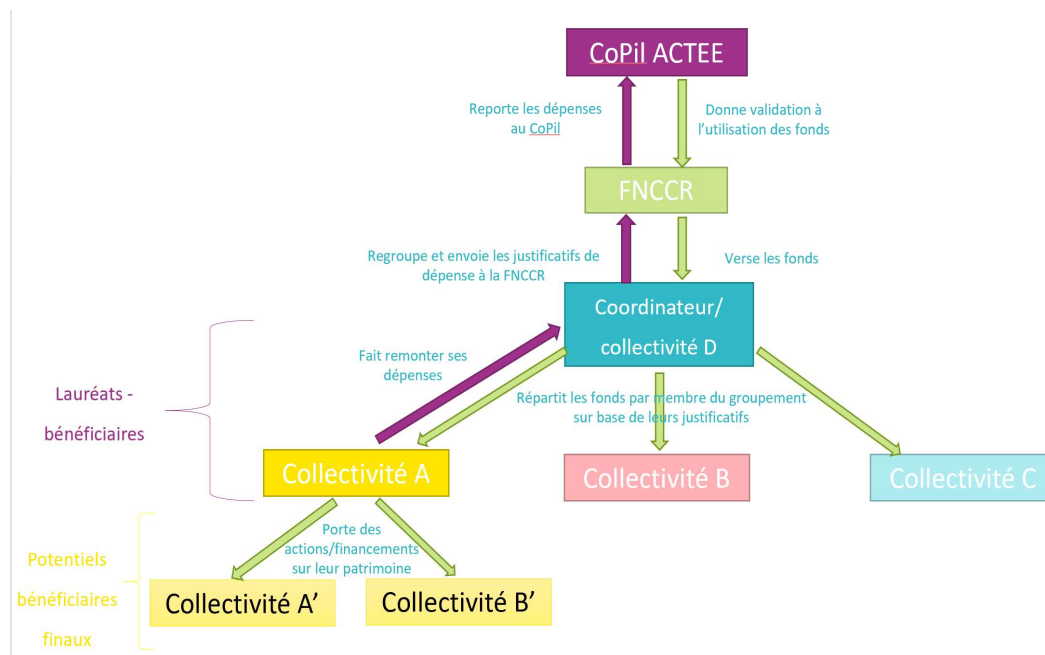 CoPil ACTEE
Reporte les dépenses
au CoPil
Donne validation à
l'utilisation des fonds
FNCCR
Regroupe et envoie les justificatifs de
dépense à la FNCCR
Verse les fonds
Coordinateur/
collectivité D
Fait remonter ses
dépenses
Lauréats -
bénéficiaires
Répartit les fonds par membre du groupement
sur base de leurs justificatifs
Collectivité A
Collectivité B
Collectivité C
Porte des
actions/financements
sur leur patrimoine
Potentiels
bénéficiaires
finaux
Collectivité A’
Collectivité B’